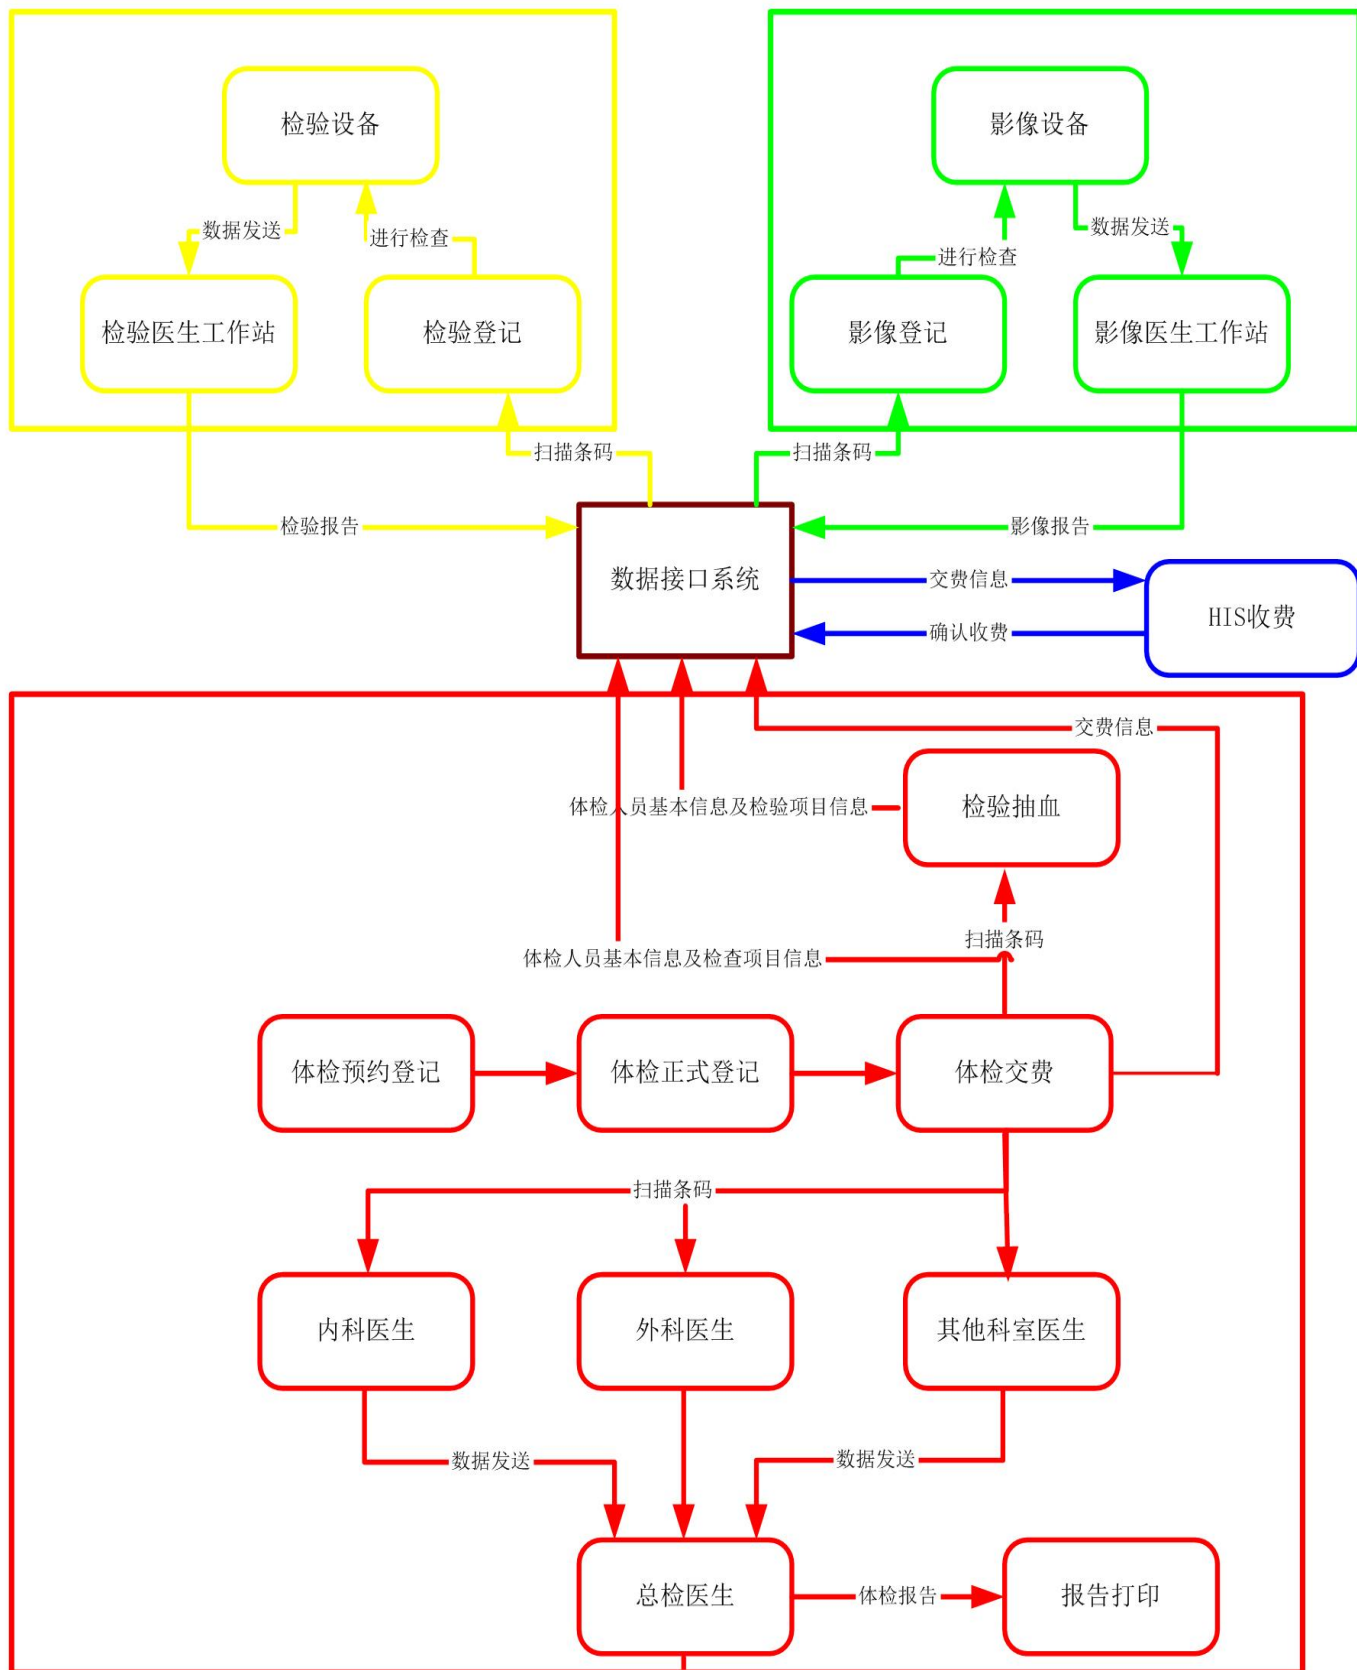 检验设备
影像设备
数据发送
进行检查
数据发送
进行检查
检验医生工作站
检验登记
影像登记
影像医生工作站
扫描条码
扫描条码
检验报告
影像报告
数据接口系统
交费信息
HIS收费
确认收费
交费信息
体检人员基本信息及检验项目信息
检验抽血
扫描条码
体检人员基本信息及检查项目信息
体检预约登记
体检正式登记
体检交费
扫描条码
内科医生
外科医生
其他科室医生
数据发送
数据发送
总检医生
体检报告
报告打印